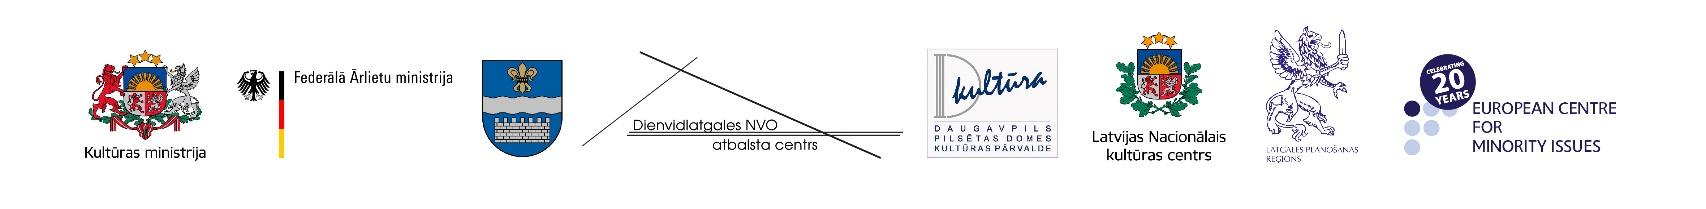 Kultūras ministrija
Federālā Ārlietu ministrija
Dienvidlatgales NVO
atbalsta centrs
D kultūra
DAUGAVPILS
PILSĒTAS DOMES
KULTŪRAS PĀRVALDE
Latvijas Nacionālais
kultūras centrs
LATGALES PLĀNOŠANAS
REĢIONS
CELEBRATING
20
YEARS
EUROPEAN CENTRE
FOR
MINORITY ISSUES